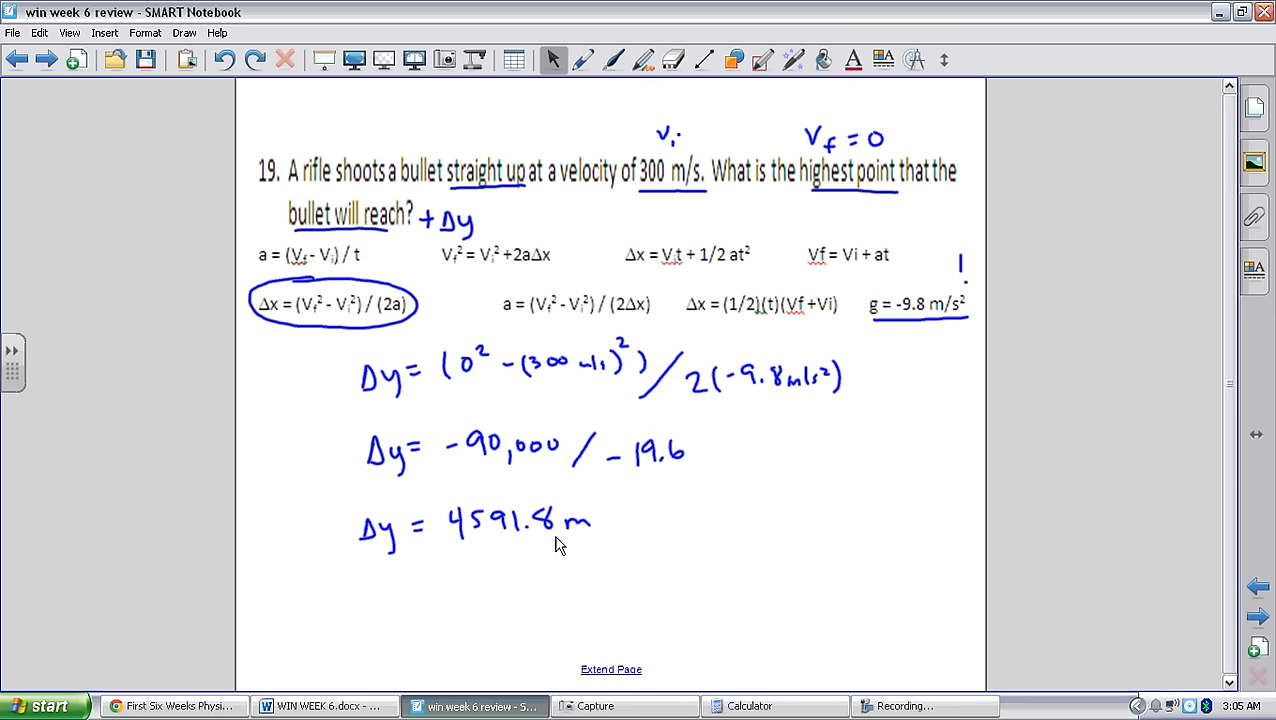 win week 6 review - SMART Notebook
File Edit View Insert Format Draw Help
Vi Vf = 0
19. A rifle shoots a bullet straight up at a velocity of 300 m/s. What is the highest point that the
bullet will reach? + Δy
a = (Vf - Vi) / t Vf² = Vi² +2aΔx Δx = Vit + 1/2 at² Vf = Vi + at
!
Δx = (Vf² - Vi²) / (2a) a = (Vf² - Vi²) / (2Δx) Δx = (1/2)(t)(Vf +Vi) g = -9.8 m/s²
Δy = (0² - (300 m/s)²) / 2(-9.8m/s²)
Δy = -90,000 / -19.6
Δy = 4591.8 m
Extend Page
start First Six Weeks Physi... WIN WEEK 6.docx - ... win week 6 review - S... Capture Calculator Recording... 3:05 AM